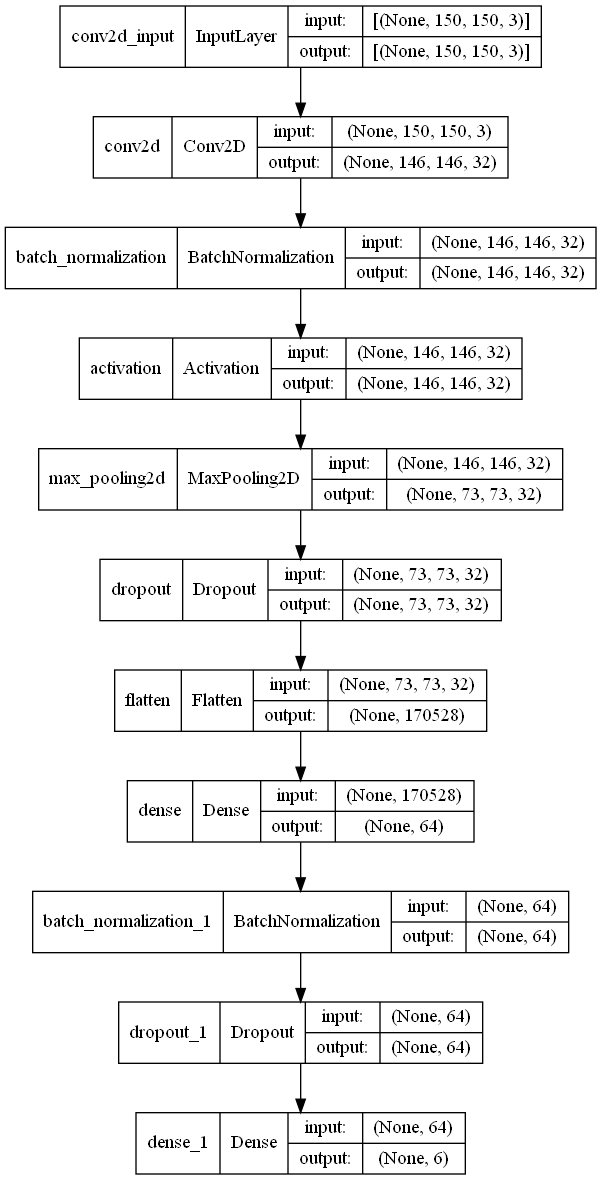 conv2d_input InputLayer input: [(None, 150, 150, 3)]
output: [(None, 150, 150, 3)]
conv2d Conv2D input: (None, 150, 150, 3)
output: (None, 146, 146, 32)
batch_normalization BatchNormalization input: (None, 146, 146, 32)
output: (None, 146, 146, 32)
activation Activation input: (None, 146, 146, 32)
output: (None, 146, 146, 32)
max_pooling2d MaxPooling2D input: (None, 146, 146, 32)
output: (None, 73, 73, 32)
dropout Dropout input: (None, 73, 73, 32)
output: (None, 73, 73, 32)
flatten Flatten input: (None, 73, 73, 32)
output: (None, 170528)
dense Dense input: (None, 170528)
output: (None, 64)
batch_normalization_1 BatchNormalization input: (None, 64)
output: (None, 64)
dropout_1 Dropout input: (None, 64)
output: (None, 64)
dense_1 Dense input: (None, 64)
output: (None, 6)